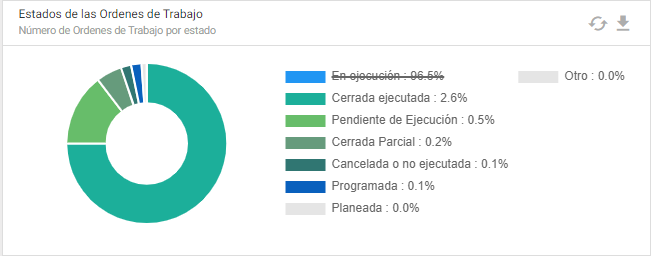 Estados de las Ordenes de Trabajo
Número de Ordenes de Trabajo por estado
En ejocución : 96.5%
Cerrada ejecutada : 2.6%
Pendiente de Ejecución : 0.5%
Cerrada Parcial : 0.2%
Cancelada o no ejecutada : 0.1%
Programada : 0.1%
Planeada : 0.0%
Otro : 0.0%